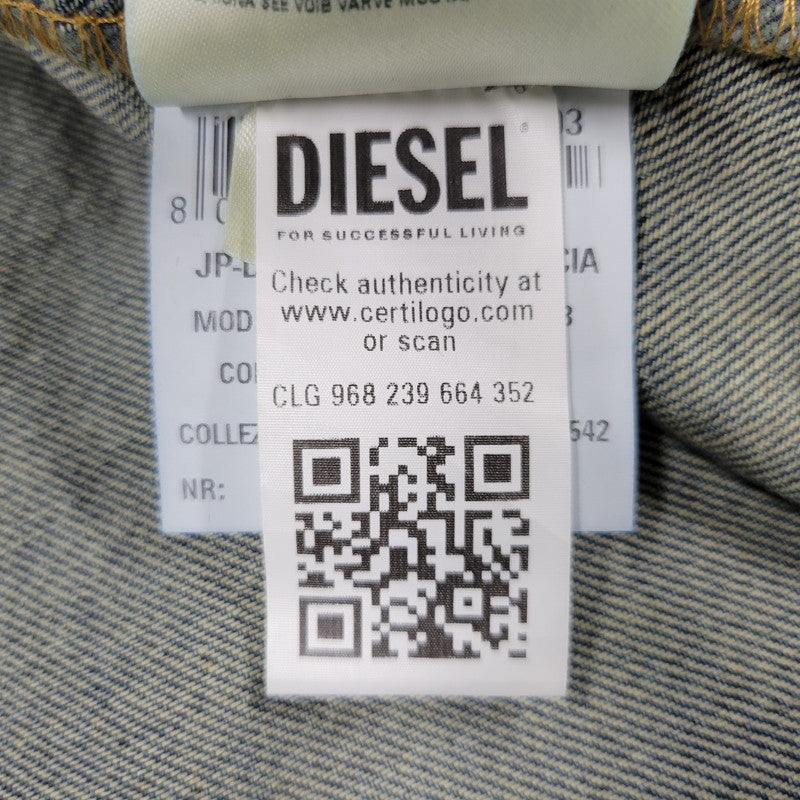 DIESEL®
FOR SUCCESSFUL LIVING
Check authenticity at
www.certilogo.com
or scan
CLG 968 239 664 352
8
03
JP-D
CIA
MOD
3
CO
COLLEZ
542
NR: